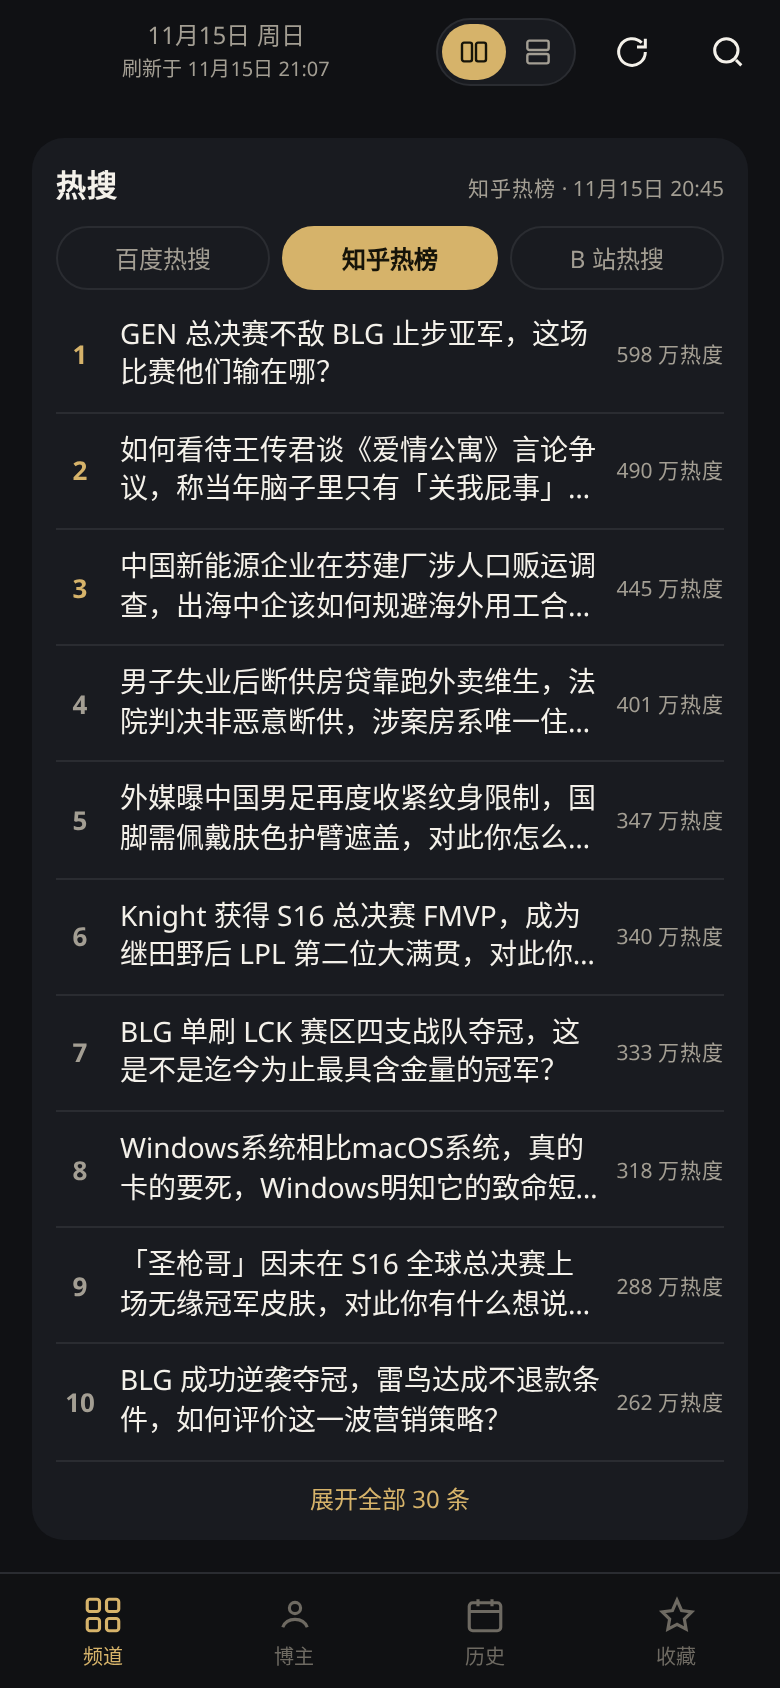 11月15日 周日
刷新于 11月15日 21:07
热搜
知乎热榜 · 11月15日 20:45
百度热搜
知乎热榜
B 站热搜
1
GEN 总决赛不敌 BLG 止步亚军，这场
比赛他们输在哪？
598 万热度
2
如何看待王传君谈《爱情公寓》言论争
议，称当年脑子里只有「关我屁事」...
490 万热度
3
中国新能源企业在芬建厂涉人口贩运调
查，出海中企该如何规避海外用工合...
445 万热度
4
男子失业后断供房贷靠跑外卖维生，法
院判决非恶意断供，涉案房系唯一住...
401 万热度
5
外媒曝中国男足再度收紧纹身限制，国
脚需佩戴肤色护臂遮盖，对此你怎么...
347 万热度
6
Knight 获得 S16 总决赛 FMVP，成为
继田野后 LPL 第二位大满贯，对此你...
340 万热度
7
BLG 单刷 LCK 赛区四支战队夺冠，这
是不是迄今为止最具含金量的冠军？
333 万热度
8
Windows系统相比macOS系统，真的
卡的要死，Windows明知它的致命短...
318 万热度
9
「圣枪哥」因未在 S16 全球总决赛上
场无缘冠军皮肤，对此你有什么想说...
288 万热度
10
BLG 成功逆袭夺冠，雷鸟达成不退款条
件，如何评价这一波营销策略？
262 万热度
展开全部 30 条
频道
博主
历史
收藏